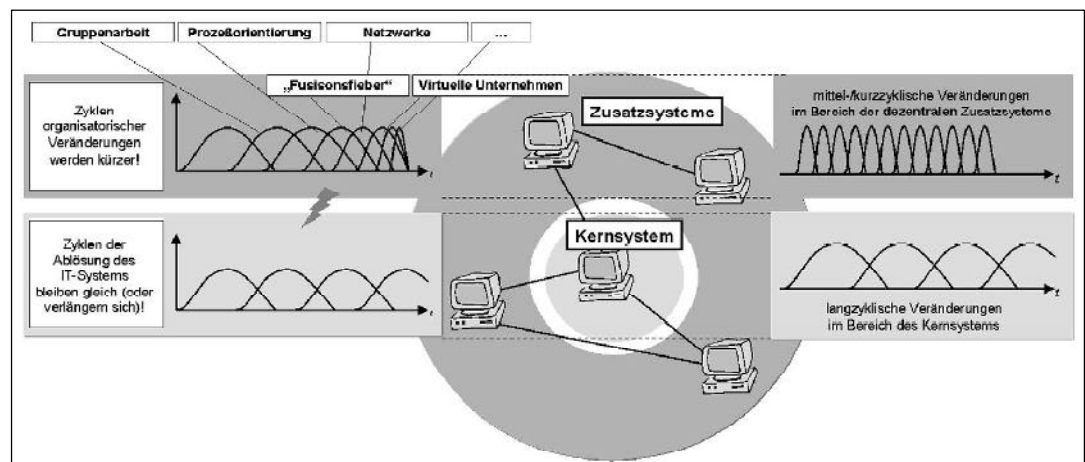 Gruppenarbeit
Prozeßorientierung
Netzwerke
...
„Fusisonsfieber“
Virtuelle Unternehmen
Zyklen
organisatorischer
Veränderungen
werden kürzer!
t
Zusatzsysteme
mittel-/kurzzyklische Veränderungen
im Bereich der dezentralen Zusatzsysteme
t
Zyklen der
Ablösung des
IT-Systems
bleiben gleich (oder
verlängern sich)!
t
Kernsystem
t
langzyklische Veränderungen
im Bereich des Kernsystems